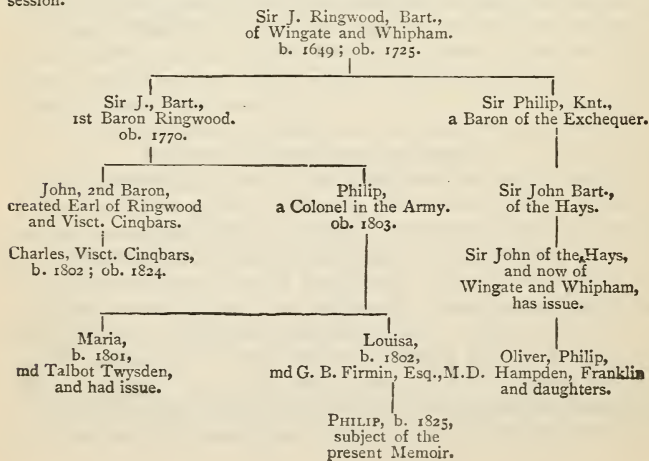 session.
Sir J. Ringwood, Bart.,
of Wingate and Whipham.
b. 1649; ob. 1725.
Sir J., Bart.,
1st Baron Ringwood.
ob. 1770.
Sir Philip, Knt.,
a Baron of the Exchequer.
John, 2nd Baron,
created Earl of Ringwood
and Visct. Cinqbars.
Philip,
a Colonel in the Army.
ob. 1803.
Sir John Bart.,
of the Hays.
Charles, Visct. Cinqbars,
b. 1802; ob. 1824.
Sir John of the Hays,
and now of
Wingate and Whipham,
has issue.
Maria,
b. 1801,
md Talbot Twysden,
and had issue.
Louisa,
b. 1802,
md G. B. Firmin, Esq., M.D.
Oliver, Philip,
Hampden, Franklin
and daughters.
PHILIP, b. 1825,
subject of the
present Memoir.